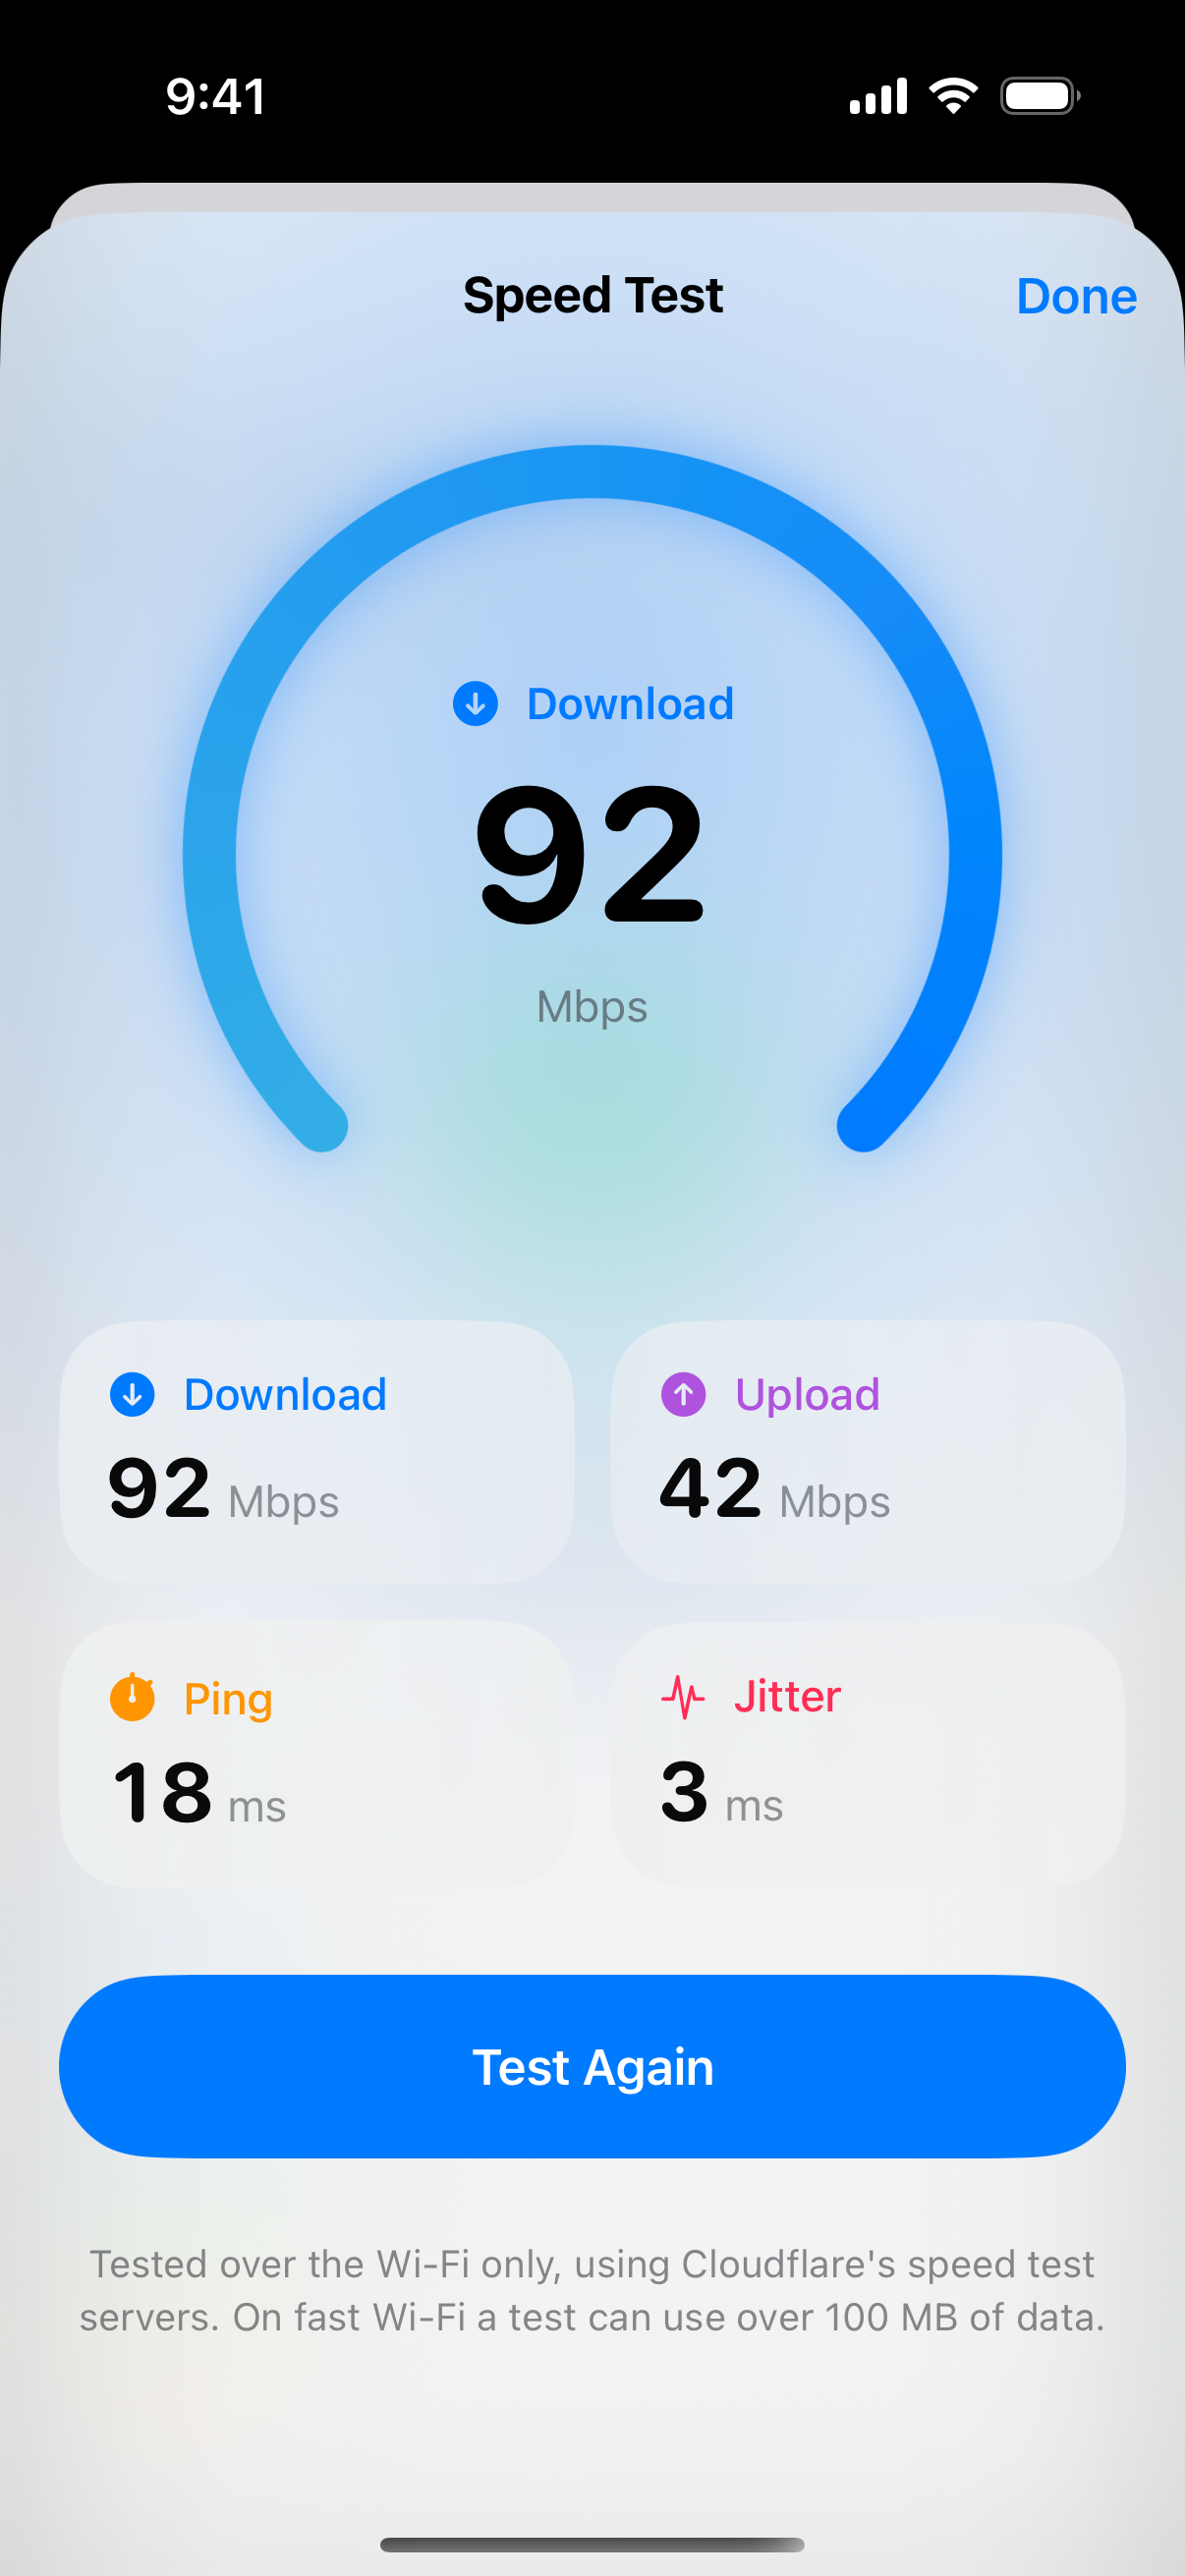 9:41
Speed Test
Done
Download
92
Mbps
Download
92 Mbps
Upload
42 Mbps
Ping
18 ms
Jitter
3 ms
Test Again
Tested over the Wi-Fi only, using Cloudflare's speed test
servers. On fast Wi-Fi a test can use over 100 MB of data.